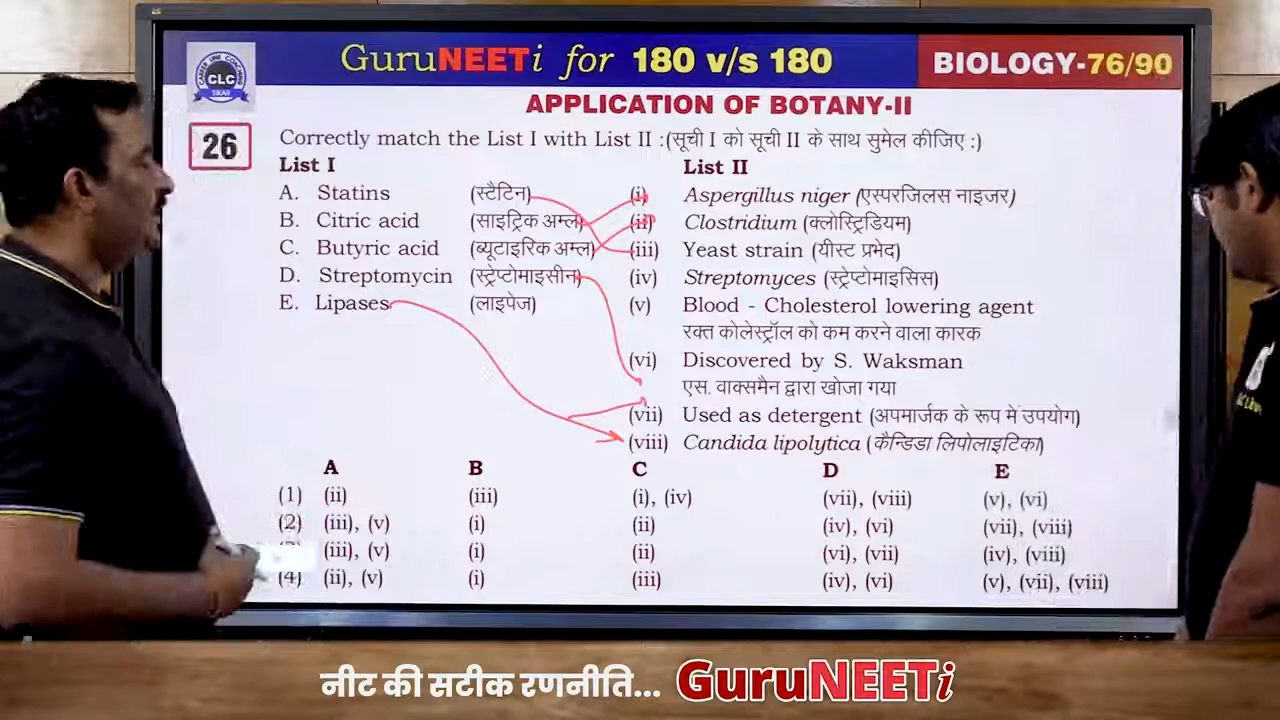 CAREER LINE COACHING
CLC
SIKAR
GuruNEETi for 180 v/s 180
BIOLOGY-76/90
APPLICATION OF BOTANY-II
26
Correctly match the List I with List II :(सूची I को सूची II के साथ सुमेल कीजिए :)
List I List II
A. Statins (स्टैटिन) (i) Aspergillus niger (एस्परजिलस नाइजर)
B. Citric acid (साइट्रिक अम्ल) (ii) Clostridium (क्लोस्ट्रिडियम)
C. Butyric acid (ब्यूटाइरिक अम्ल) (iii) Yeast strain (यीस्ट प्रभेद)
D. Streptomycin (स्ट्रेप्टोमाइसीन) (iv) Streptomyces (स्ट्रेप्टोमाइसिस)
E. Lipases (लाइपेज) (v) Blood - Cholesterol lowering agent
रक्त कोलेस्ट्रॉल को कम करने वाला कारक
(vi) Discovered by S. Waksman
एस. वाक्समैन द्वारा खोजा गया
(vii) Used as detergent (अपमार्जक के रूप में उपयोग)
(viii) Candida lipolytica (कैन्डिडा लिपोलाइटिका)
A B C D E
(1) (ii) (iii) (i), (iv) (vii), (viii) (v), (vi)
(2) (iii), (v) (i) (ii) (iv), (vi) (vii), (viii)
(3) (iii), (v) (i) (ii) (vi), (vii) (iv), (viii)
(4) (ii), (v) (i) (iii) (iv), (vi) (v), (vii), (viii)
नीट की सटीक रणनीति... GuruNEETi